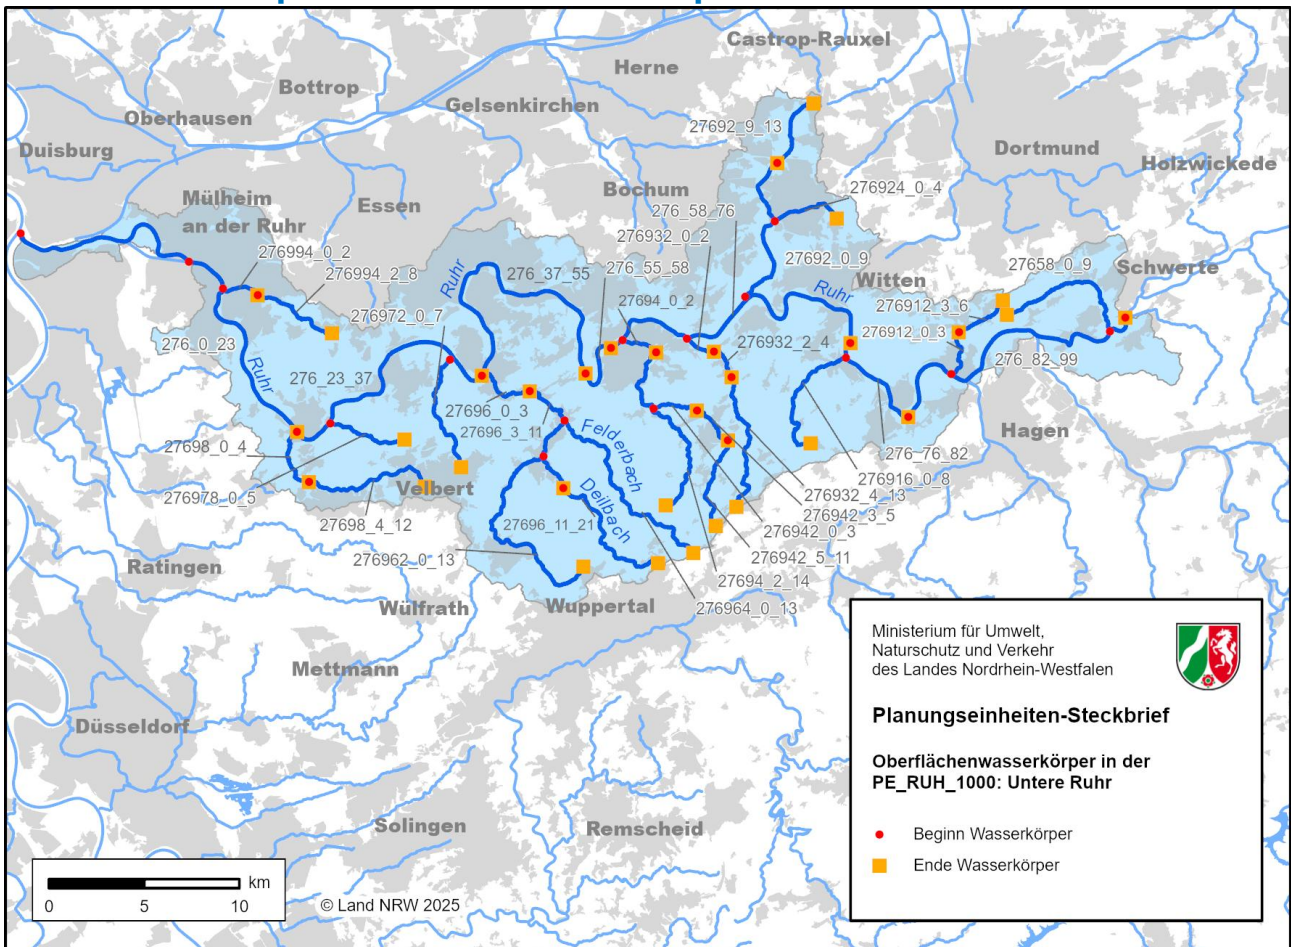 Castrop-Rauxel
Herne
Bottrop
Gelsenkirchen
Oberhausen
27692_9_13
Duisburg
Dortmund
Holzwickede
Mülheim
an der Ruhr
Essen
Bochum
276924_0_4
276_58_76
276932_0_2
276994_0_2
276994_2_8
276_55_58
27692_0_9
Witten
27658_0_9
Schwerte
Ruhr
276_37_55
27694_0_2
Ruhr
276912_3_6
276972_0_7
276912_0_3
276_0_23
276932_2_4
276_82_99
Ruhr
276_23_37
27696_0_3
27696_3_11
Felderbach
Hagen
27698_0_4
276_76_82
276916_0_8
276978_0_5
Velbert
Deilbach
276932_4_13
276942_3_5
27698_4_12
27696_11_21
276942_0_3
276962_0_13
276942_5_11
Ratingen
27694_2_14
Wülfrath
Wuppertal
276964_0_13
Mettmann
Düsseldorf
Solingen
Remscheid
Ministerium für Umwelt,
Naturschutz und Verkehr
des Landes Nordrhein-Westfalen
Planungseinheiten-Steckbrief
Oberflächenwasserkörper in der
PE_RUH_1000: Untere Ruhr
Beginn Wasserkörper
Ende Wasserkörper
km
0 5 10
© Land NRW 2025